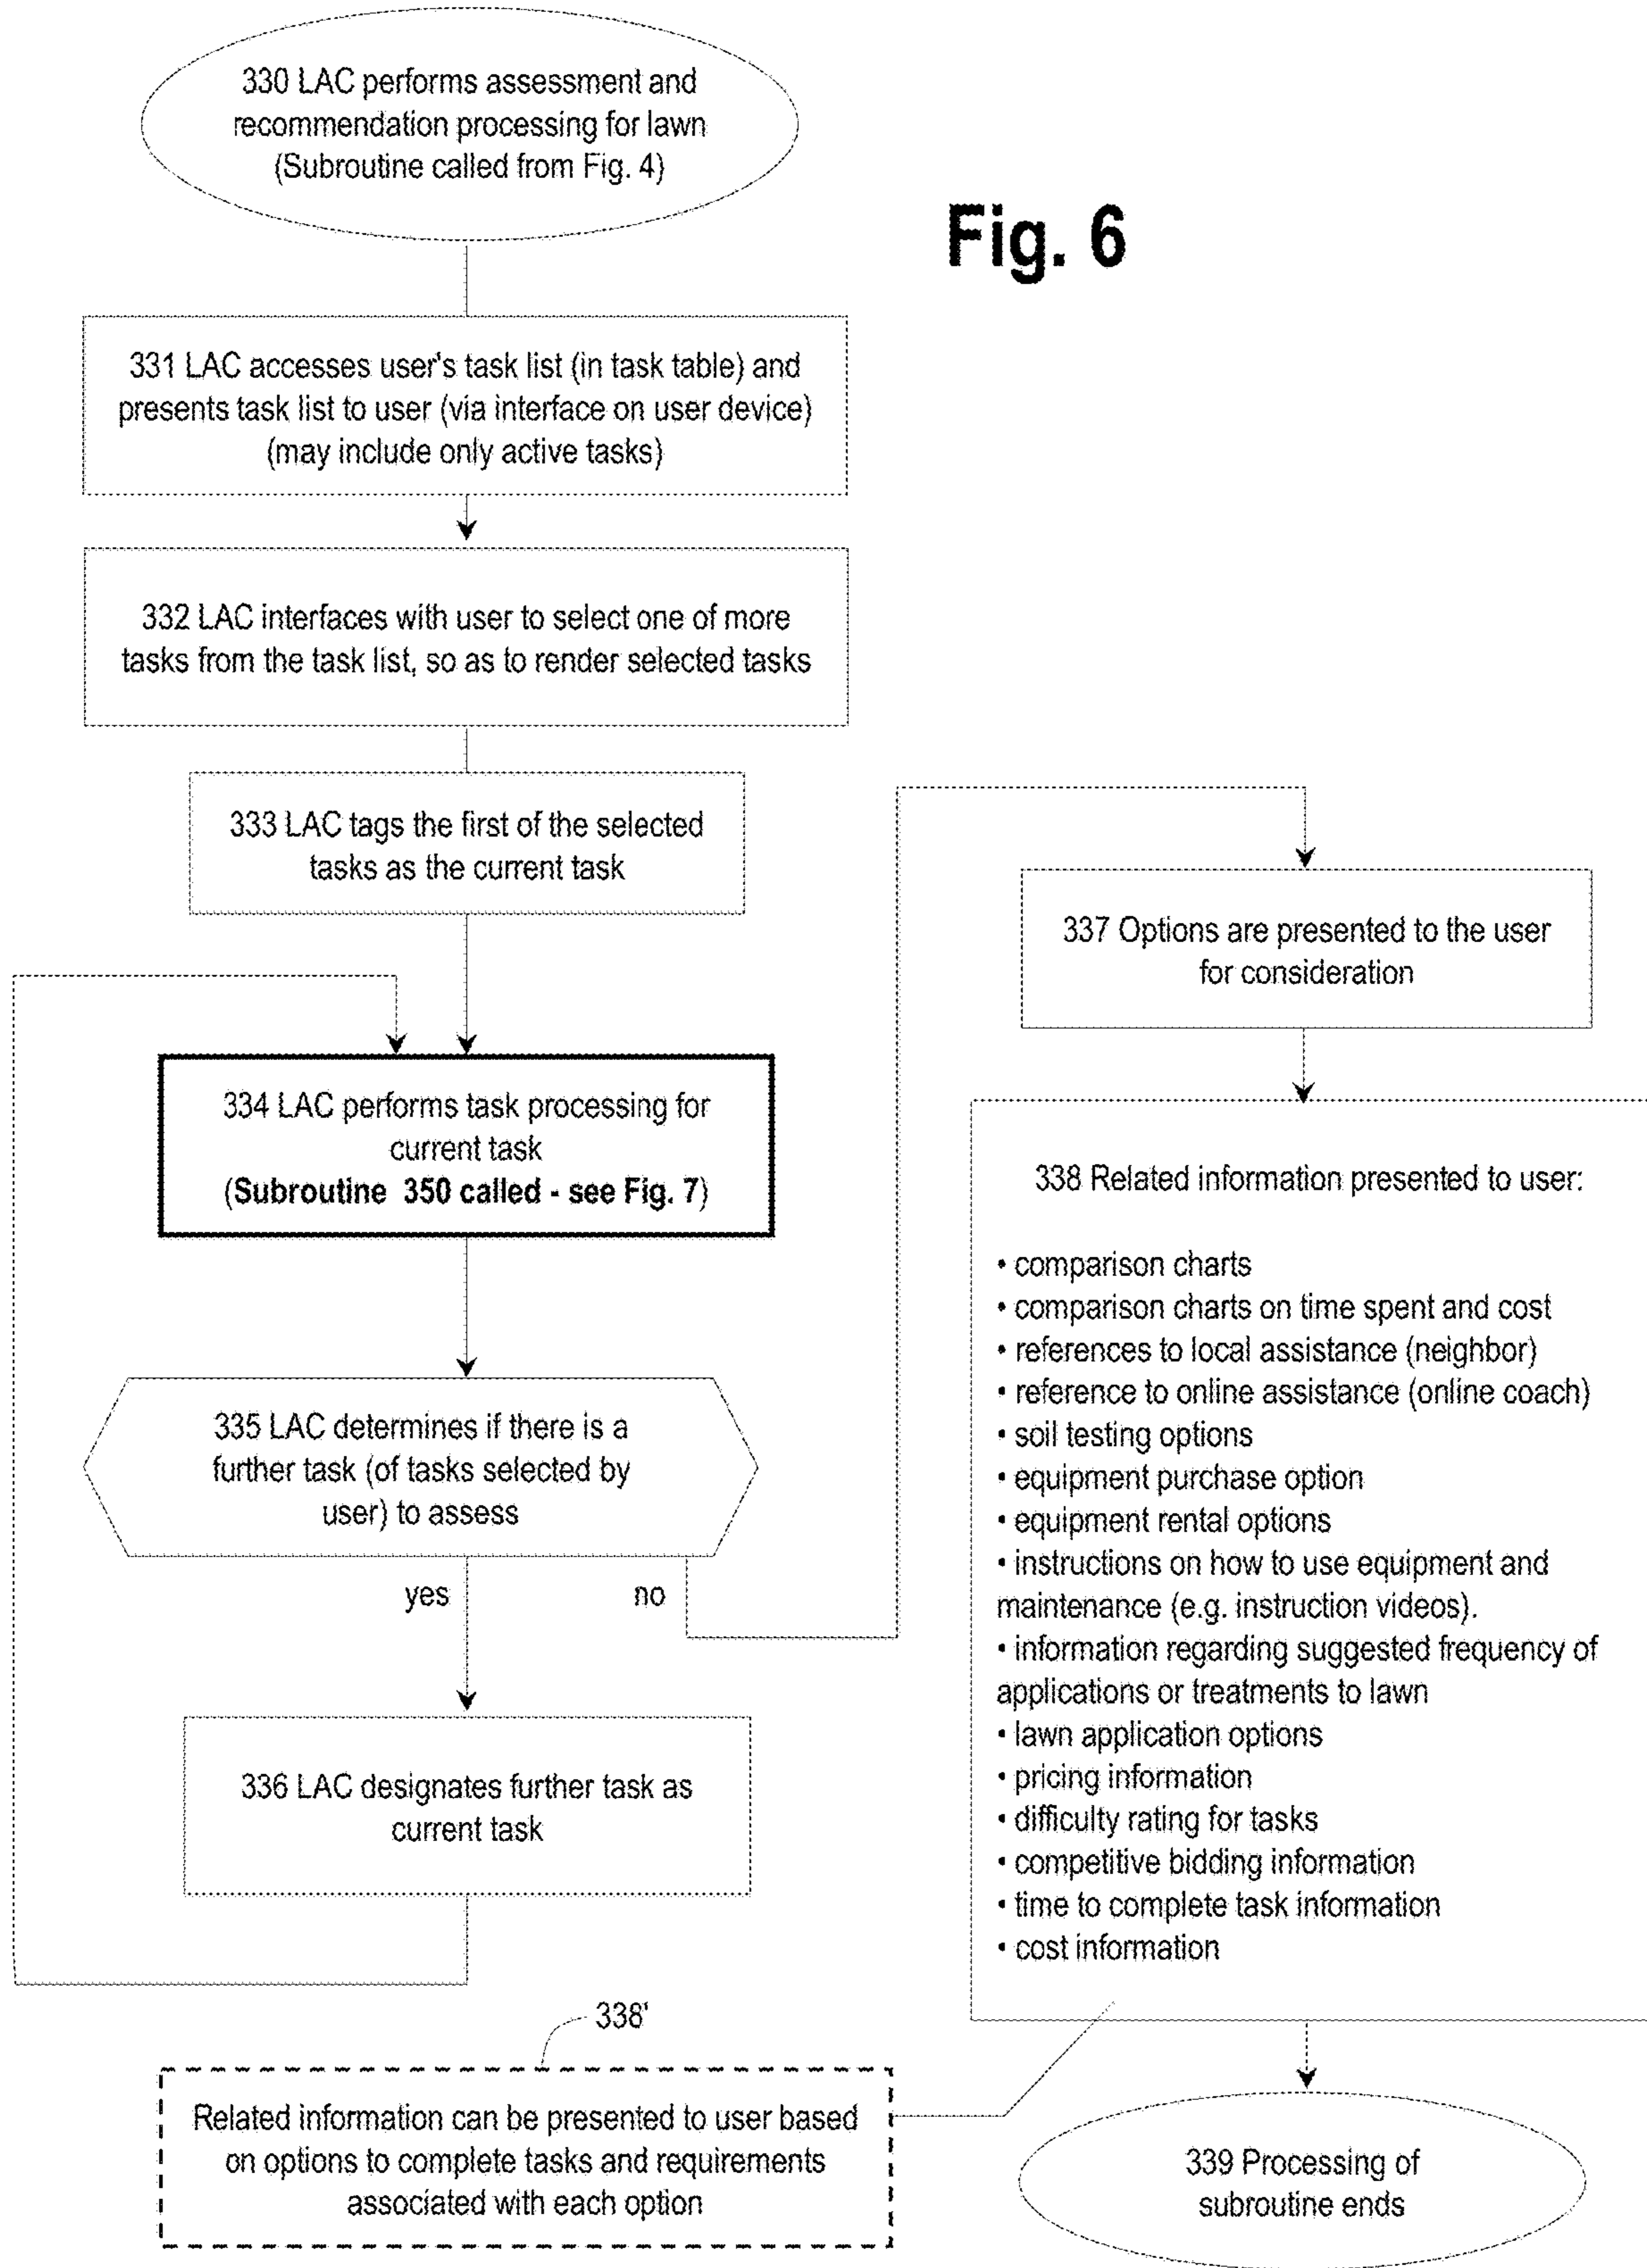 330 LAC performs assessment and
recommendation processing for lawn
(Subroutine called from Fig. 4)
Fig. 6
331 LAC accesses user's task list (in task table) and
presents task list to user (via interface on user device)
(may include only active tasks)
332 LAC interfaces with user to select one of more
tasks from the task list, so as to render selected tasks
333 LAC tags the first of the selected
tasks as the current task
334 LAC performs task processing for
current task
(Subroutine 350 called - see Fig. 7)
335 LAC determines if there is a
further task (of tasks selected by
user) to assess
yes
no
336 LAC designates further task as
current task
337 Options are presented to the user
for consideration
338 Related information presented to user:
• comparison charts
• comparison charts on time spent and cost
• references to local assistance (neighbor)
• reference to online assistance (online coach)
• soil testing options
• equipment purchase option
• equipment rental options
• instructions on how to use equipment and
maintenance (e.g. instruction videos).
• information regarding suggested frequency of
applications or treatments to lawn
• lawn application options
• pricing information
• difficulty rating for tasks
• competitive bidding information
• time to complete task information
• cost information
338'
Related information can be presented to user based
on options to complete tasks and requirements
associated with each option
339 Processing of
subroutine ends